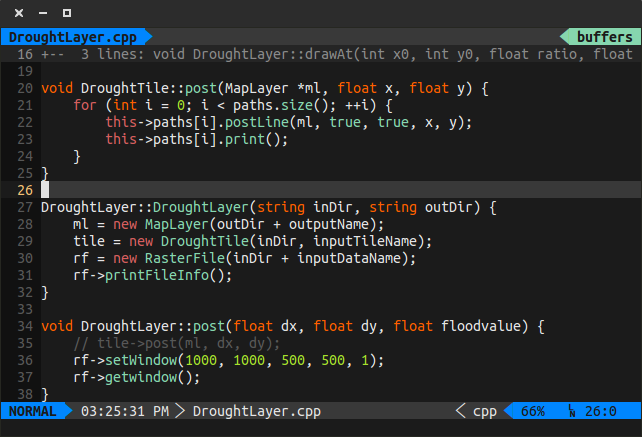 DroughtLayer.cpp buffers
16 +-- 3 lines: void DroughtLayer::drawAt(int x0, int y0, float ratio, float
19
20 void DroughtTile::post(MapLayer *ml, float x, float y) {
21 for (int i = 0; i < paths.size(); ++i) {
22 this->paths[i].postLine(ml, true, true, x, y);
23 this->paths[i].print();
24 }
25 }
26
27 DroughtLayer::DroughtLayer(string inDir, string outDir) {
28 ml = new MapLayer(outDir + outputName);
29 tile = new DroughtTile(inDir, inputTileName);
30 rf = new RasterFile(inDir + inputDataName);
31 rf->printFileInfo();
32 }
33
34 void DroughtLayer::post(float dx, float dy, float floodvalue) {
35 // tile->post(ml, dx, dy);
36 rf->setWindow(1000, 1000, 500, 500, 1);
37 rf->getwindow();
38 }
NORMAL 03:25:31 PM DroughtLayer.cpp cpp 66% LN 26:0